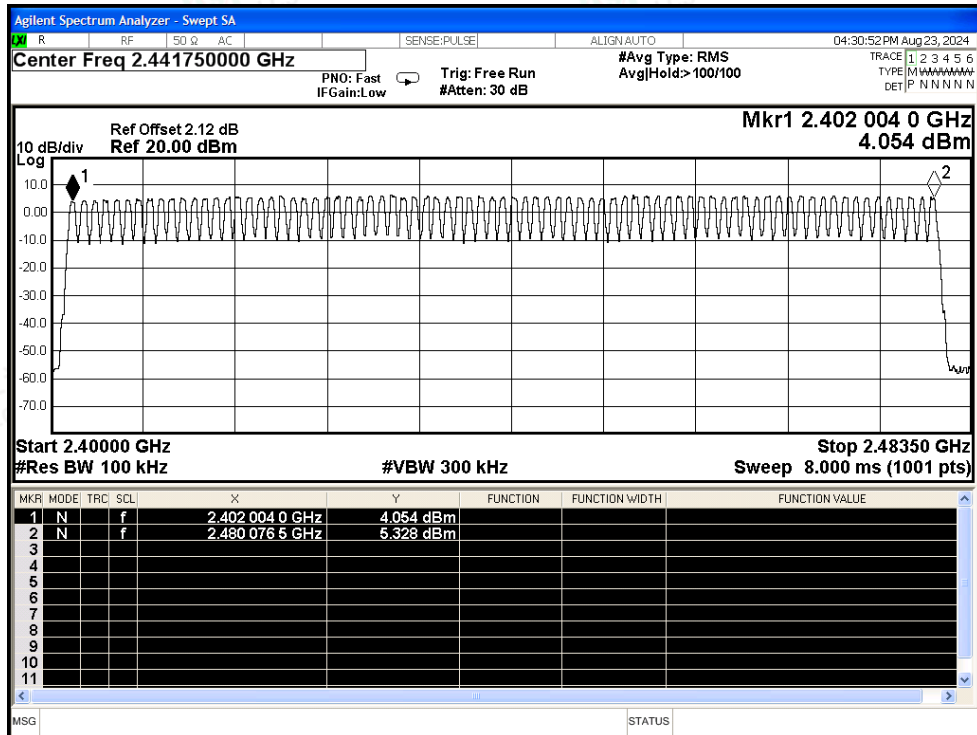 Agilent Spectrum Analyzer - Swept SA
LXI R RF 50 Ω AC SENSE:PULSE ALIGN AUTO 04:30:52 PM Aug 23, 2024
Center Freq 2.441750000 GHz
PNO: Fast
IFGain:Low
Trig: Free Run
#Atten: 30 dB
#Avg Type: RMS
Avg|Hold:>100/100
TRACE 1 2 3 4 5 6
TYPE M
DET P N N N N N
Ref Offset 2.12 dB
10 dB/div Ref 20.00 dBm
Log
Mkr1 2.402 004 0 GHz
4.054 dBm
1
2
10.0
0.00
-10.0
-20.0
-30.0
-40.0
-50.0
-60.0
-70.0
Start 2.40000 GHz Stop 2.48350 GHz
#Res BW 100 kHz #VBW 300 kHz Sweep 8.000 ms (1001 pts)
MKR MODE TRC SCL X Y FUNCTION FUNCTION WIDTH FUNCTION VALUE
1 N f 2.402 004 0 GHz 4.054 dBm
2 N f 2.480 076 5 GHz 5.328 dBm
3
4
5
6
7
8
9
10
11
MSG STATUS